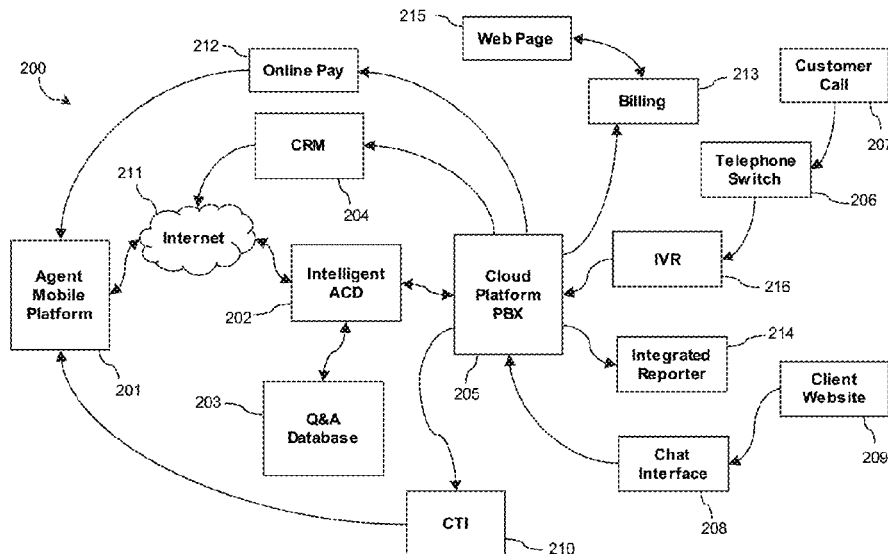 215
Web Page
212
Online Pay
200
Billing
213
Customer
Call
207
CRM
204
Telephone
Switch
206
211
Internet
Agent
Mobile
Platform
201
Intelligent
ACD
202
Cloud
Platform
PBX
205
IVR
216
214
Integrated
Reporter
Client
Website
209
203
Q&A
Database
Chat
Interface
208
CTI
210